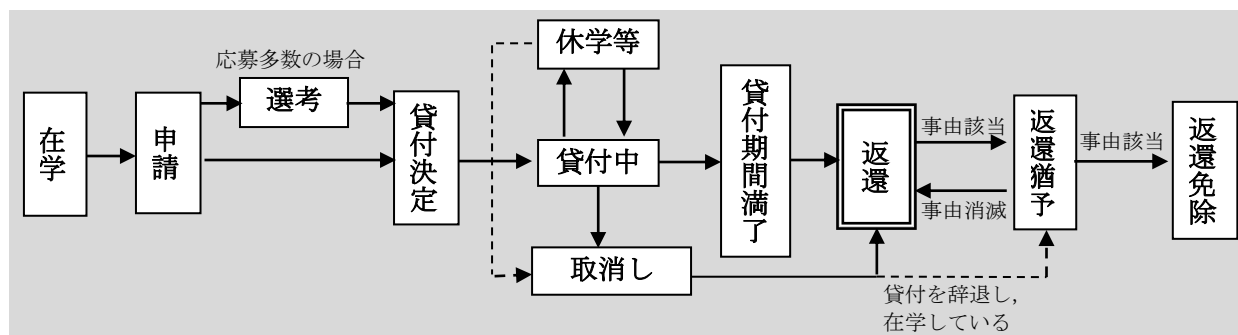 在学
申請
応募多数の場合
選考
貸付決定
休学等
貸付中
取消し
貸付期間満了
返還
事由該当
事由消滅
返還猶予
事由該当
返還免除
貸付を辞退し,
在学している